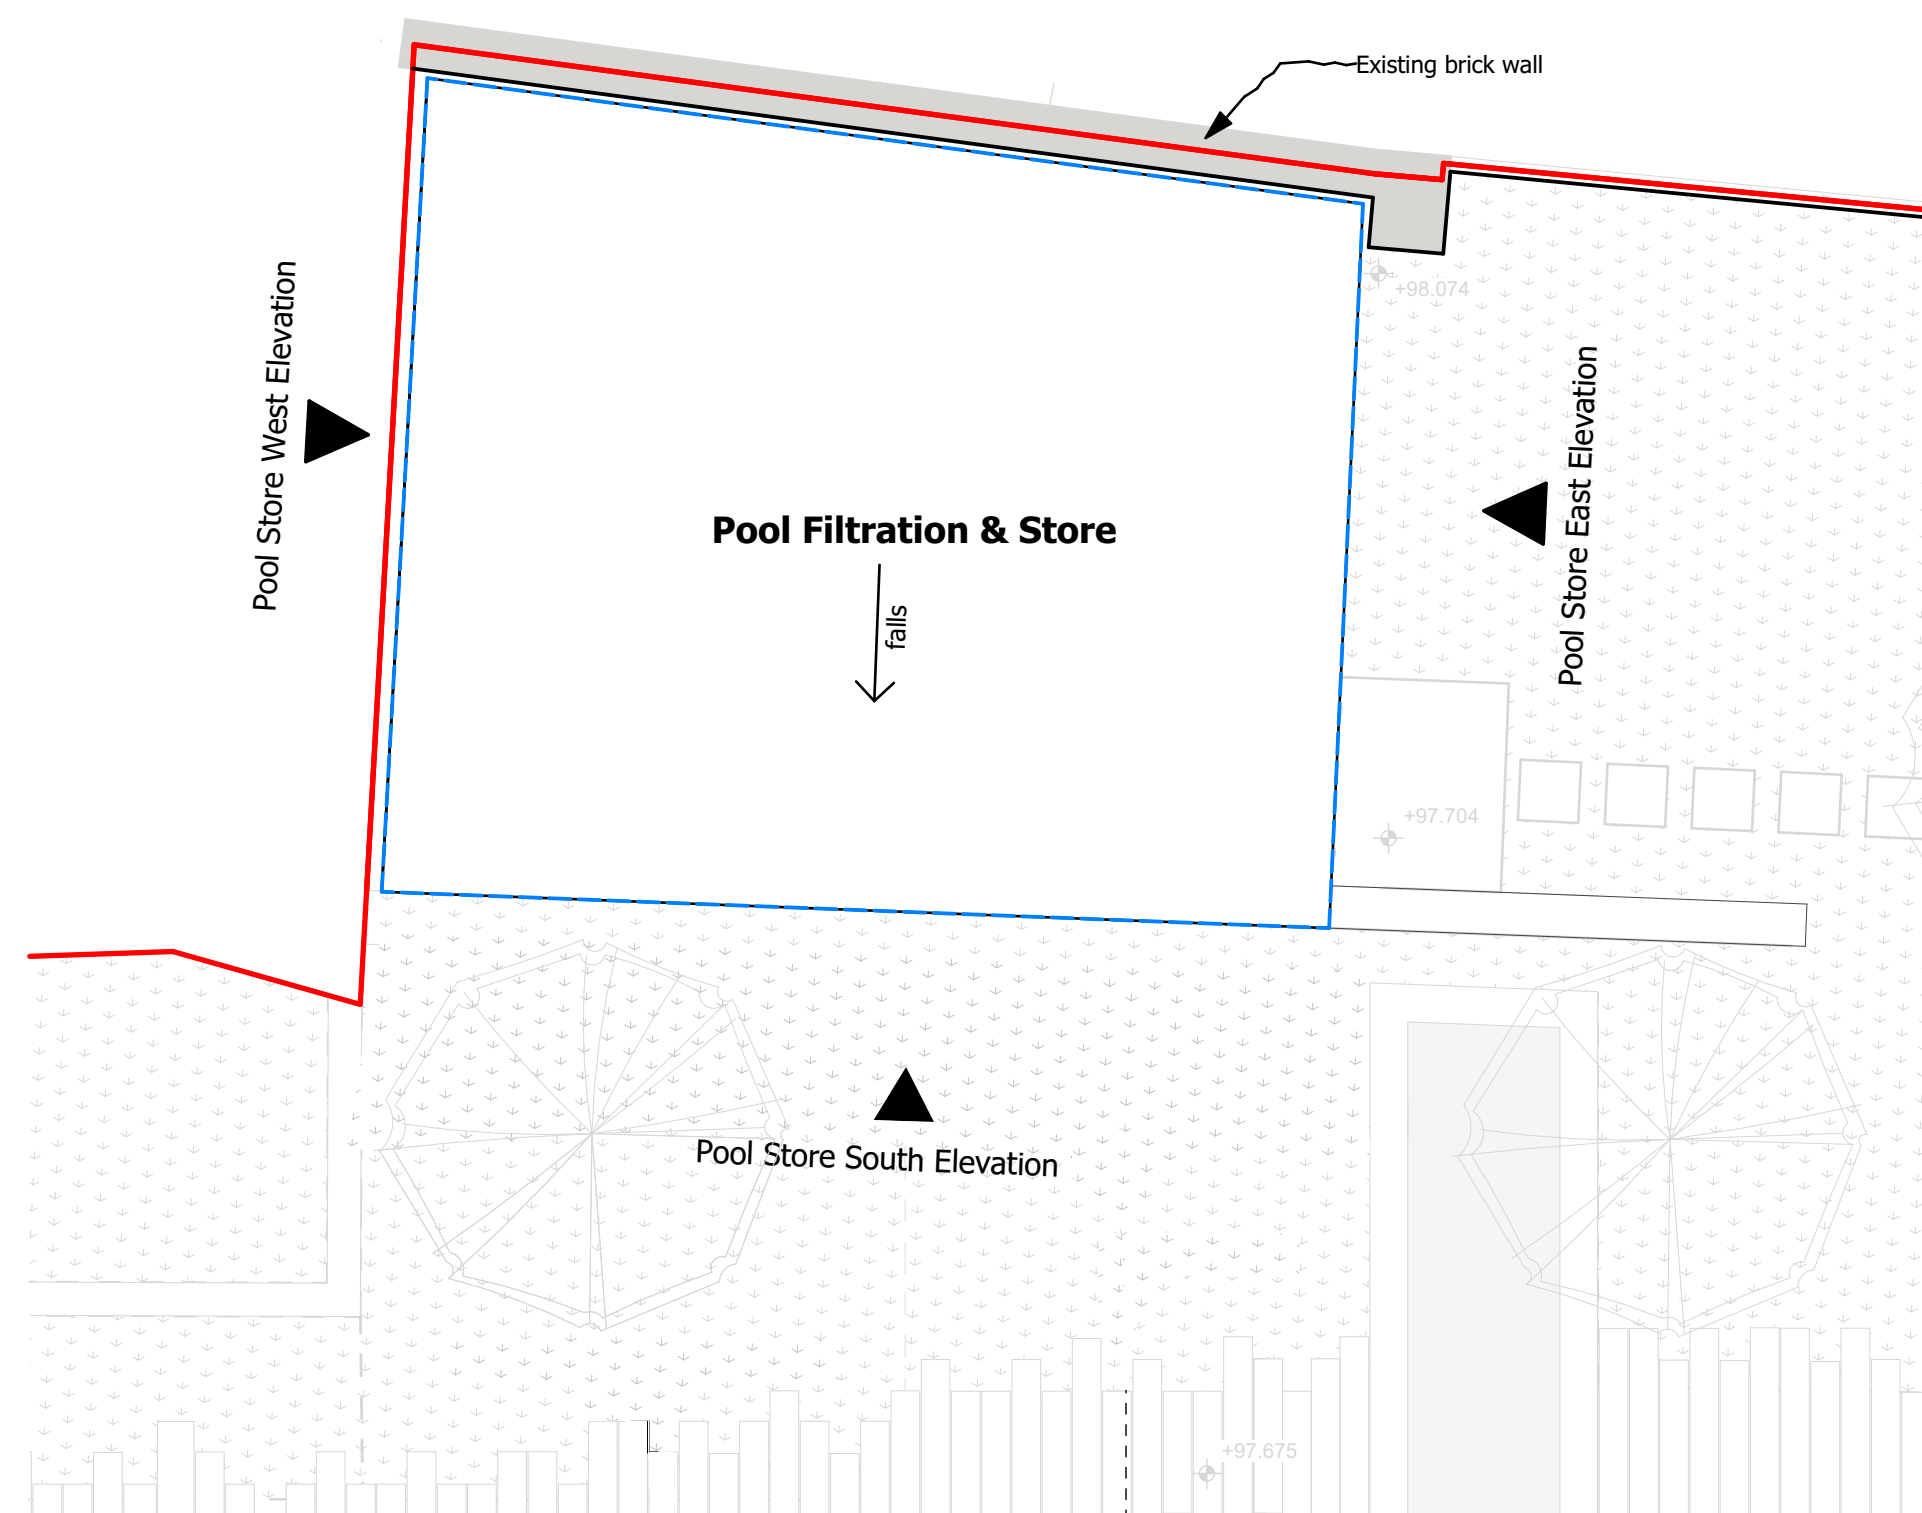 Existing brick wall
+98.074
Pool Store West Elevation
Pool Store East Elevation
Pool Filtration & Store
falls
+97.704
Pool Store South Elevation
+97.675